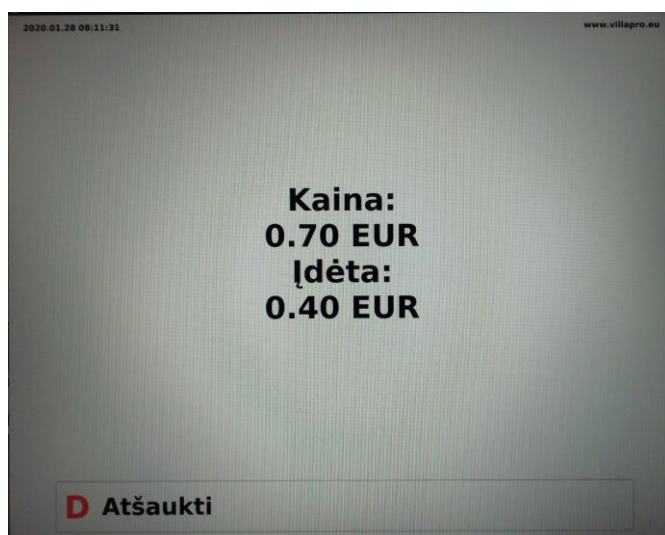 2020.01.28 08:11:31
www.villapro.eu
Kaina:
0.70 EUR
Įdėta:
0.40 EUR
D Atšaukti